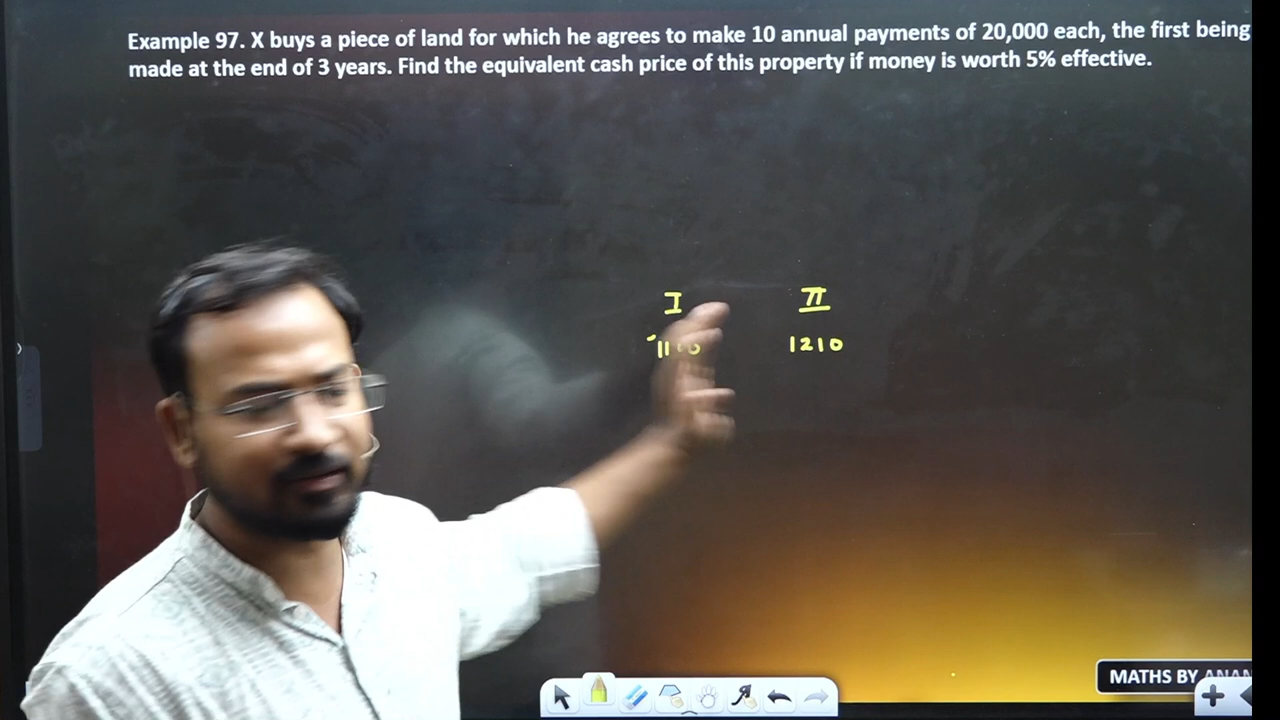 Example 97. X buys a piece of land for which he agrees to make 10 annual payments of 20,000 each, the first being
made at the end of 3 years. Find the equivalent cash price of this property if money is worth 5% effective.
I II
1210
MATHS BY